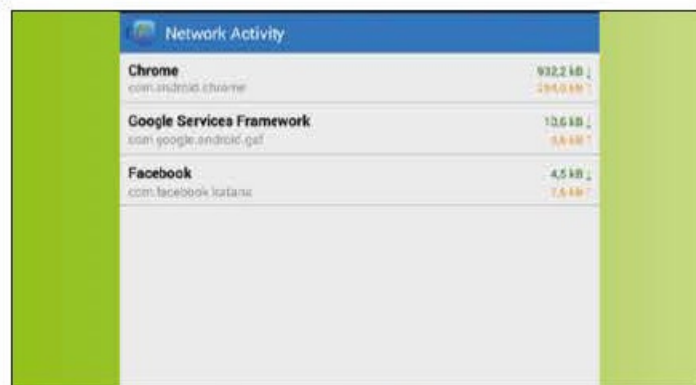 Network Activity
Chrome
932,2 kB ↓
com.android.chrome
Google Services Framework
13,6 kB ↓
com.google.android.gsf
Facebook
4,5 kB ↓
com.facebook.katana
7,6 kB ↑